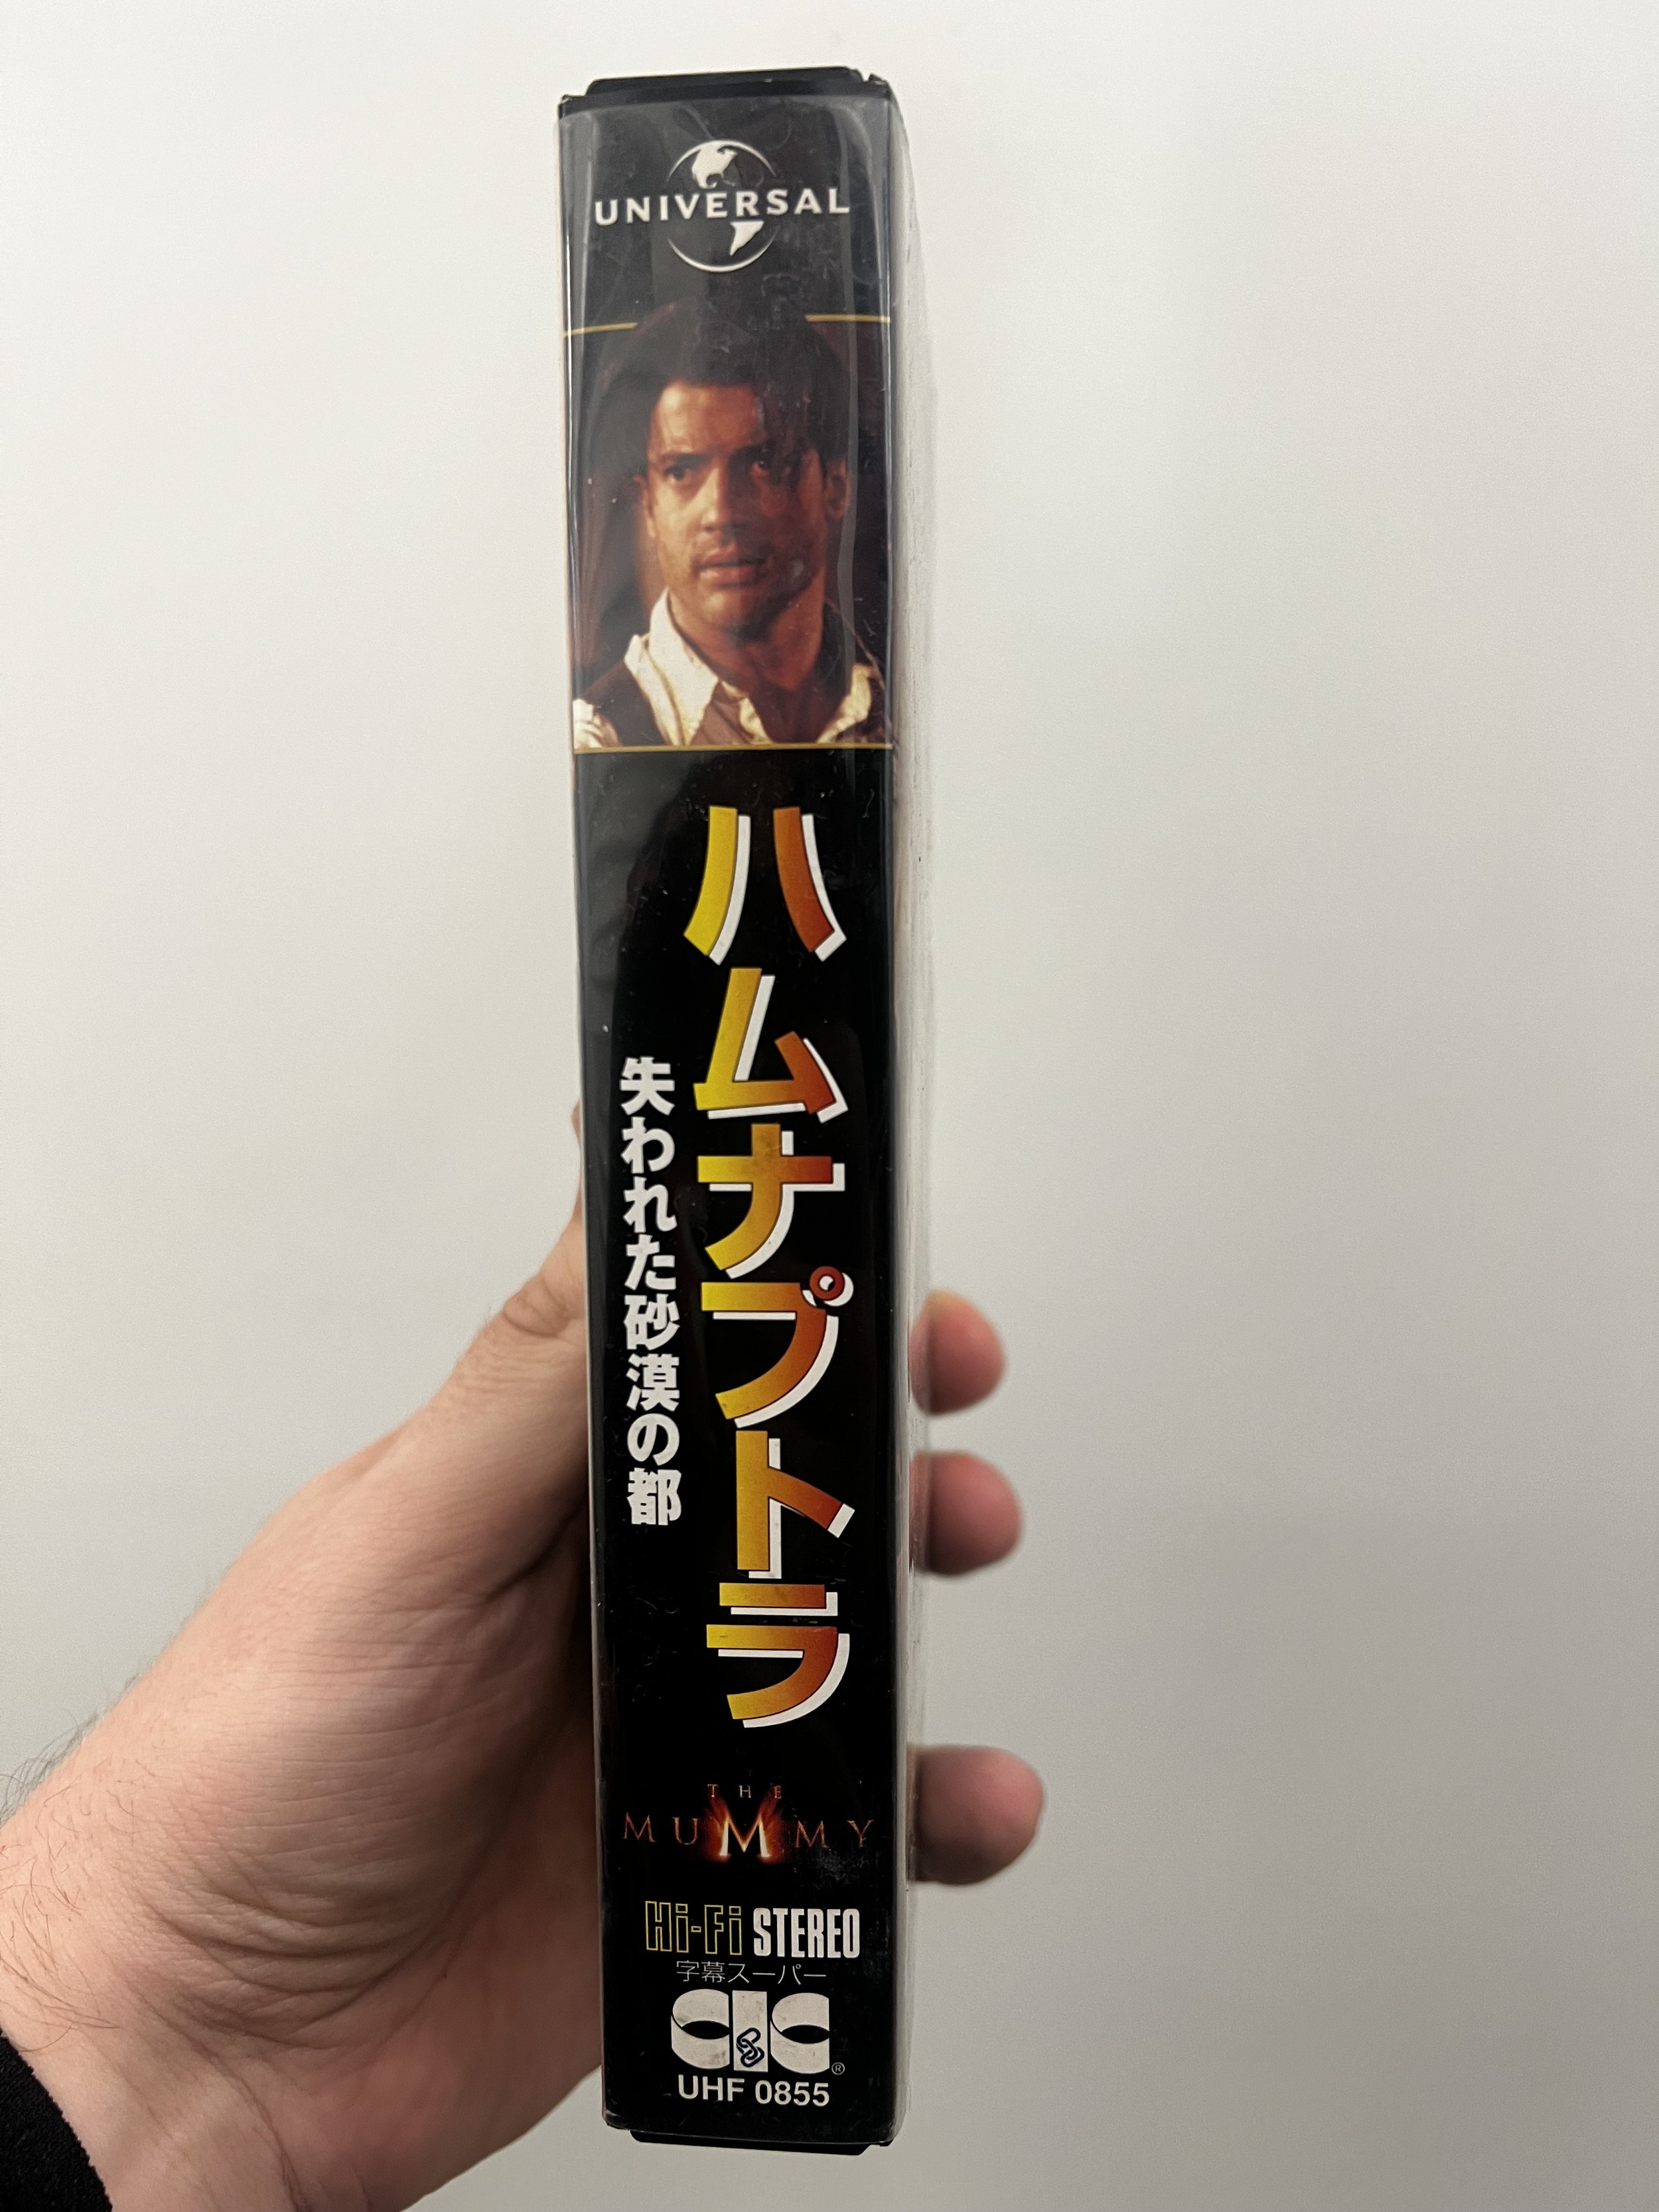 UNIVERSAL
ハムナプトラ
失われた砂漠の都
THE
MUMMY
Hi-Fi STEREO
字幕スーパー
CIC®
UHF 0855